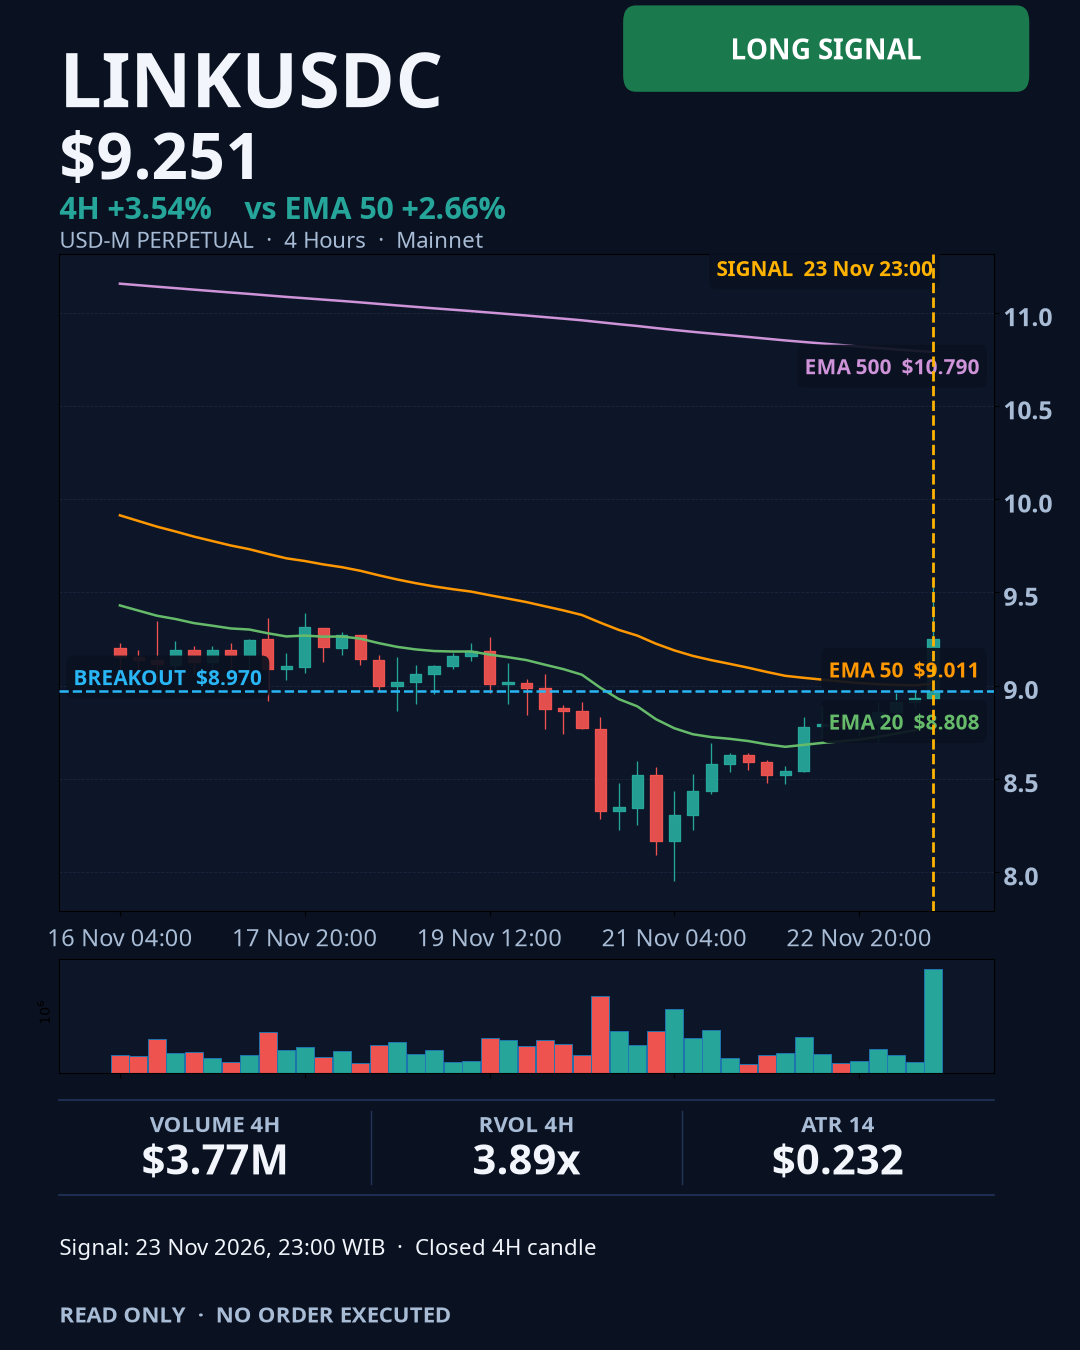 LONG SIGNAL
LINKUSDC
$9.251
4H +3.54% vs EMA 50 +2.66%
USD-M PERPETUAL · 4 Hours · Mainnet
SIGNAL 23 Nov 23:00
11.0
EMA 500 $10.790
10.5
10.0
9.5
EMA 50 $9.011
BREAKOUT $8.970
9.0
EMA 20 $8.808
8.5
8.0
16 Nov 04:00 17 Nov 20:00 19 Nov 12:00 21 Nov 04:00 22 Nov 20:00
10⁶
VOLUME 4H RVOL 4H ATR 14
$3.77M 3.89x $0.232
Signal: 23 Nov 2026, 23:00 WIB · Closed 4H candle
READ ONLY · NO ORDER EXECUTED